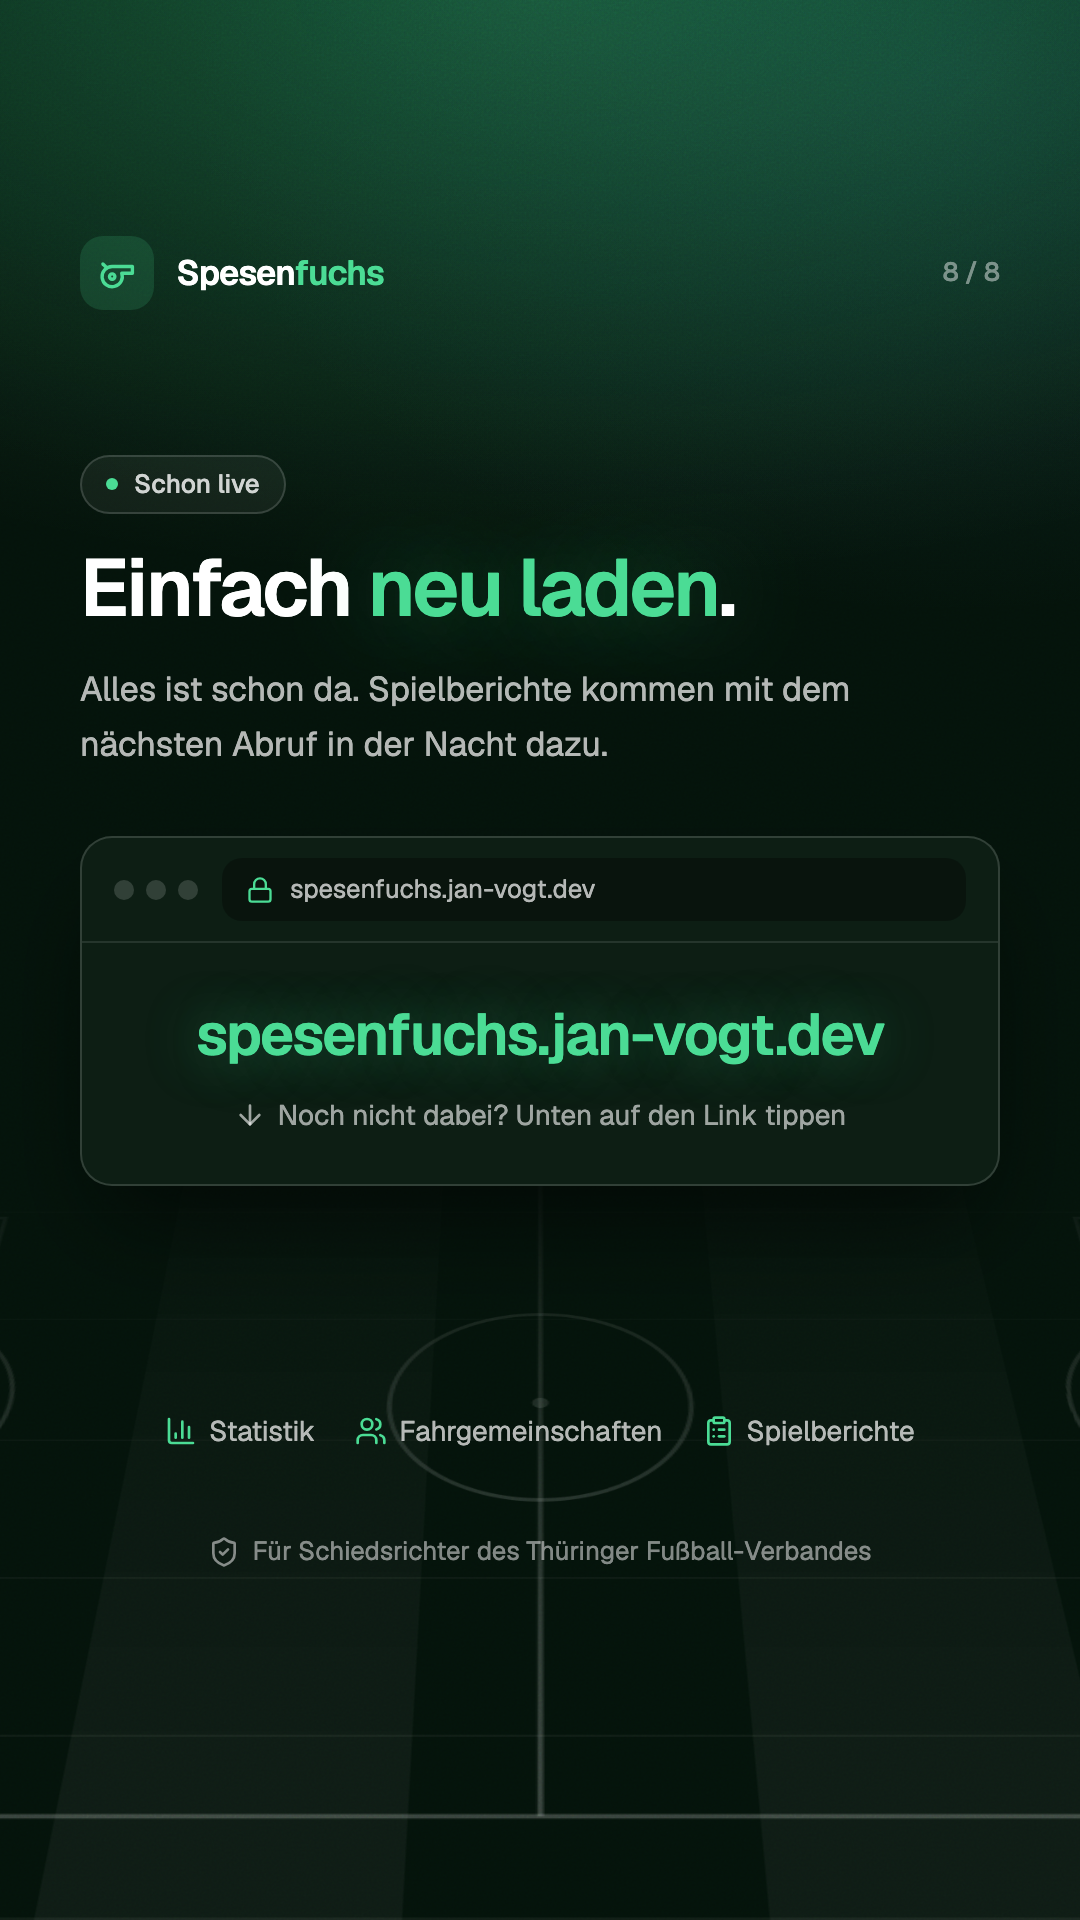 Spesenfuchs
8 / 8
Schon live
Einfach neu laden.
Alles ist schon da. Spielberichte kommen mit dem
nächsten Abruf in der Nacht dazu.
spesenfuchs.jan-vogt.dev
spesenfuchs.jan-vogt.dev
Noch nicht dabei? Unten auf den Link tippen
Statistik Fahrgemeinschaften Spielberichte
Für Schiedsrichter des Thüringer Fußball-Verbandes